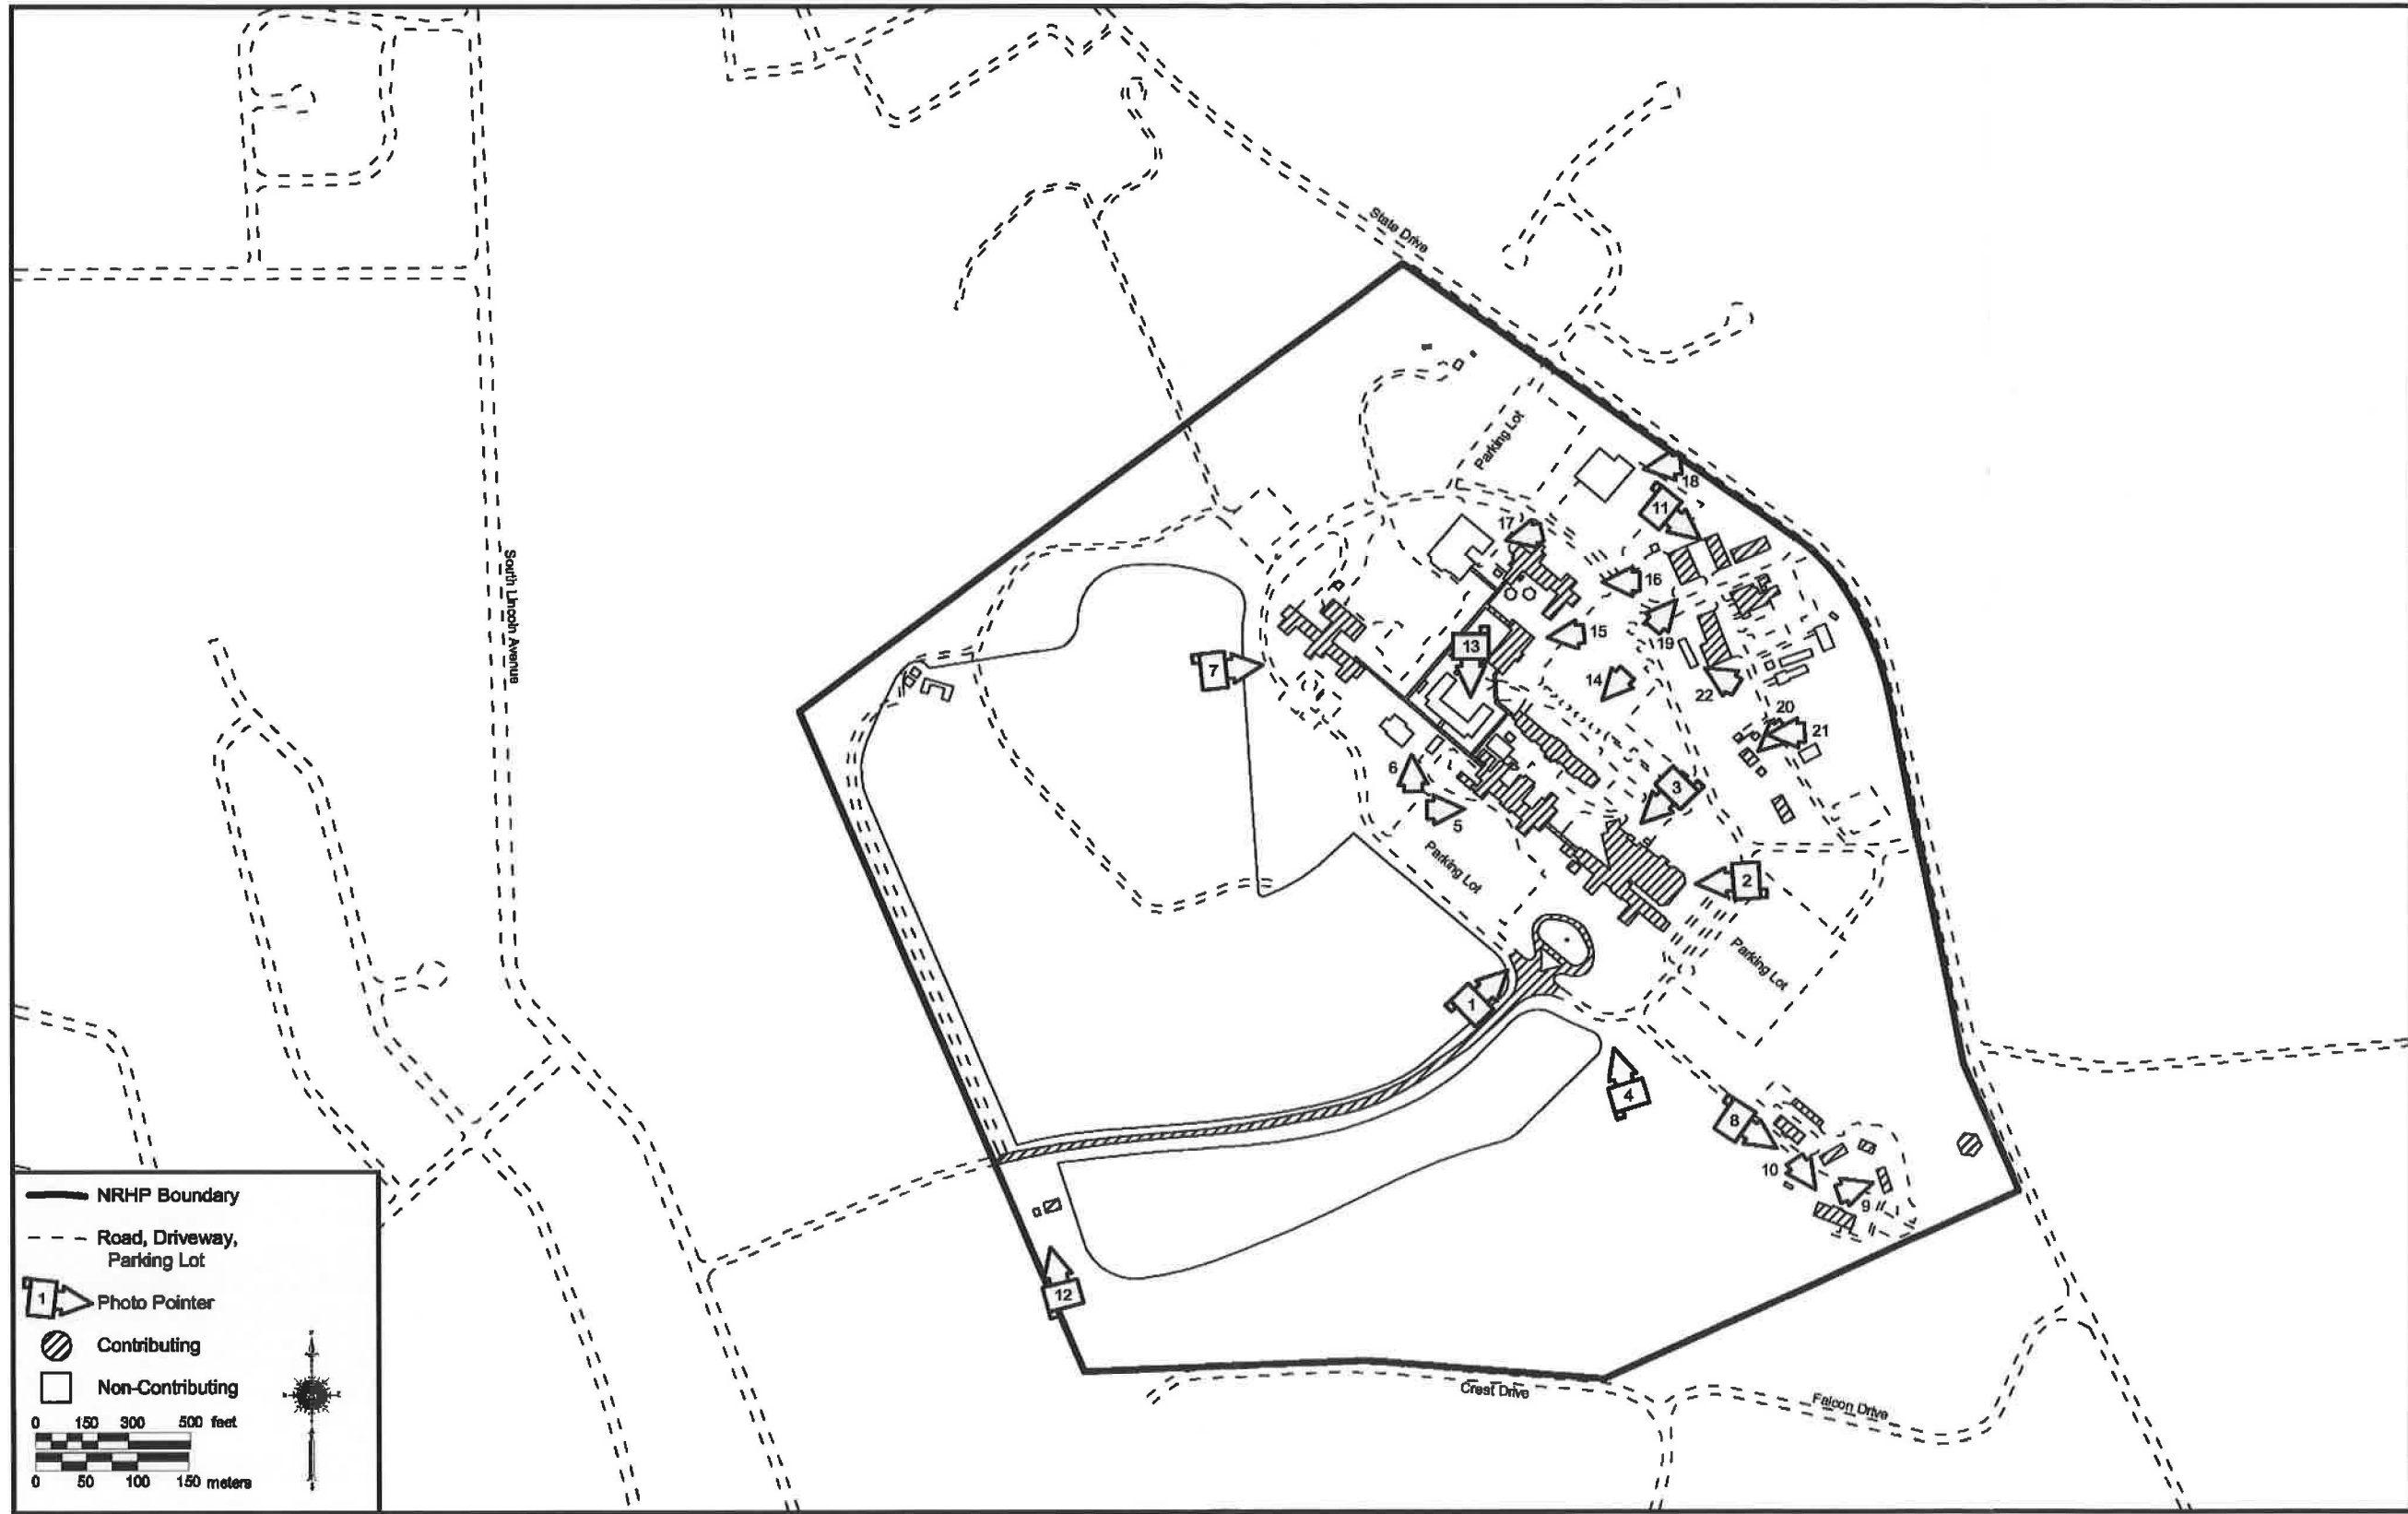 State Drive
Parking Lot
18
11
17
16
19
15
13
14
7
22
20
21
South Lincoln Avenue
6
3
5
Parking Lot
2
Parking Lot
1
4
8
10
9
12
NRHP Boundary
Road, Driveway,
Parking Lot
1
Photo Pointer
Contributing
Non-Contributing
0 150 300 500 feet
0 50 100 150 meters
Crest Drive
Falcon Drive